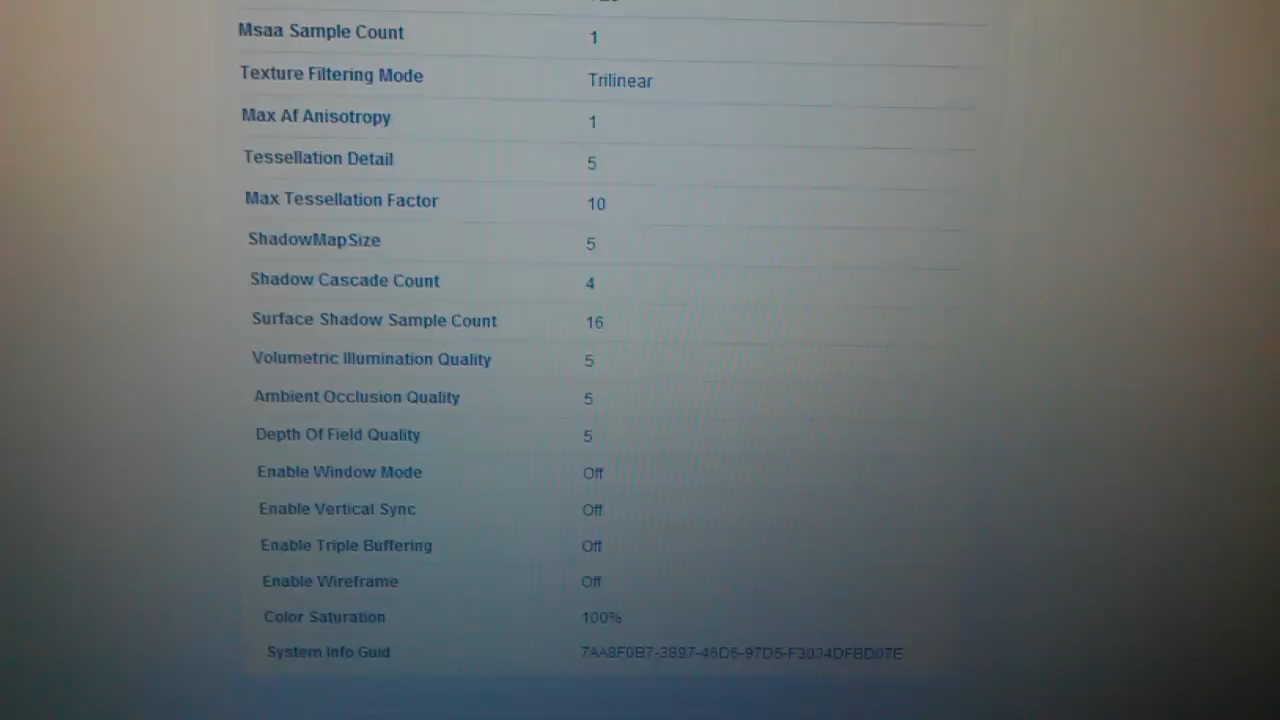 Msaa Sample Count 1
Texture Filtering Mode Trilinear
Max Af Anisotropy 1
Tessellation Detail 5
Max Tessellation Factor 10
ShadowMapSize 5
Shadow Cascade Count 4
Surface Shadow Sample Count 16
Volumetric Illumination Quality 5
Ambient Occlusion Quality 5
Depth Of Field Quality 5
Enable Window Mode Off
Enable Vertical Sync Off
Enable Triple Buffering Off
Enable Wireframe Off
Color Saturation 100%
System Info Guid